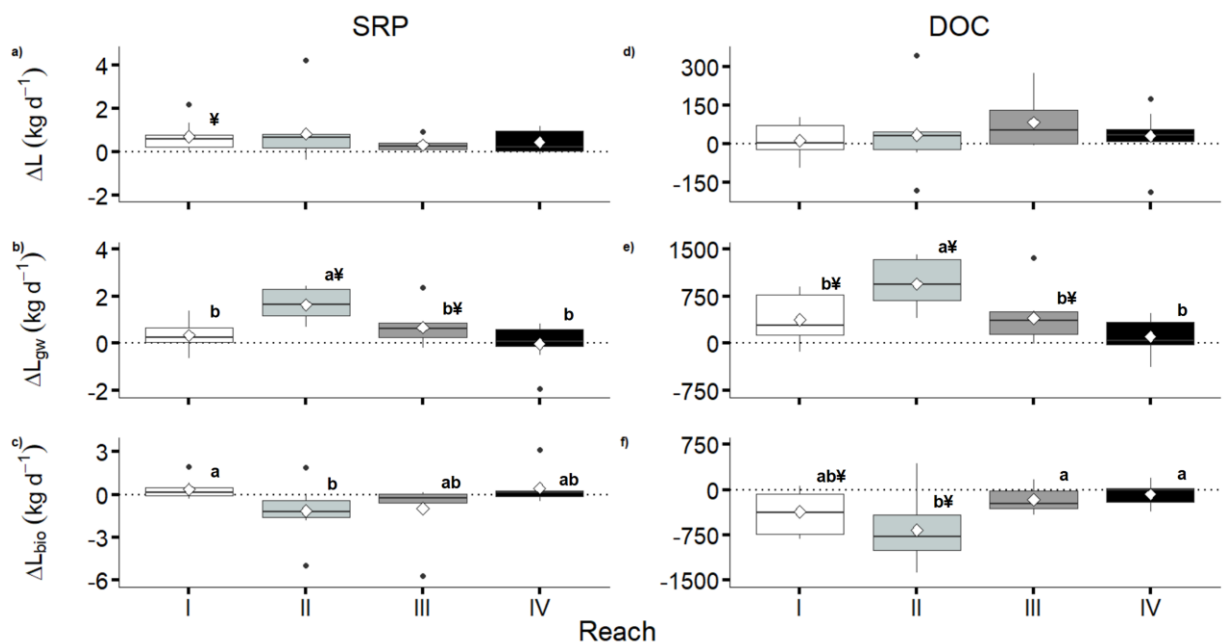 SRP
DOC
a)
ΔL (kg d⁻¹)
4
2
0
-2
¥
d)
300
150
0
-150
b)
ΔLgw (kg d⁻¹)
4
2
0
-2
b
a¥
b¥
b
e)
1500
750
0
-750
b¥
a¥
b¥
b
c)
ΔLbio (kg d⁻¹)
3
0
-3
-6
a
b
ab
ab
f)
750
0
-750
-1500
ab¥
b¥
a
a
I II III IV
I II III IV
Reach